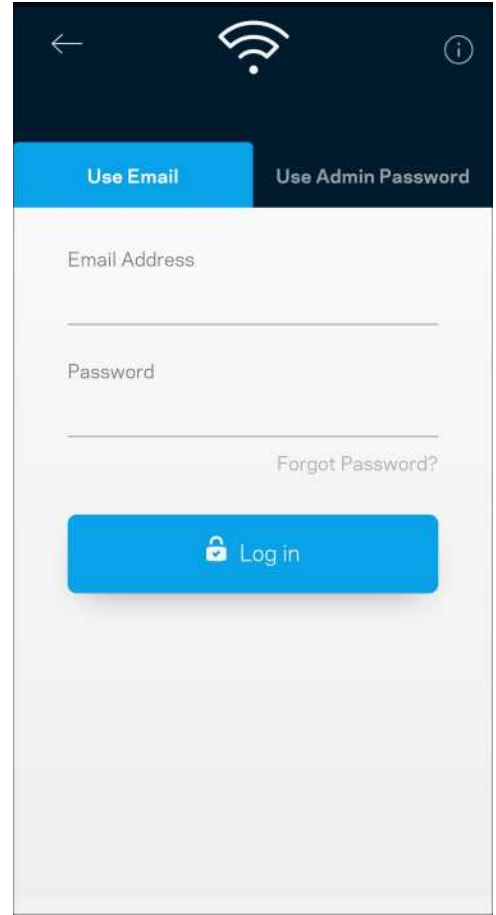 Use Email
Use Admin Password
Email Address
Password
Forgot Password?
Log in